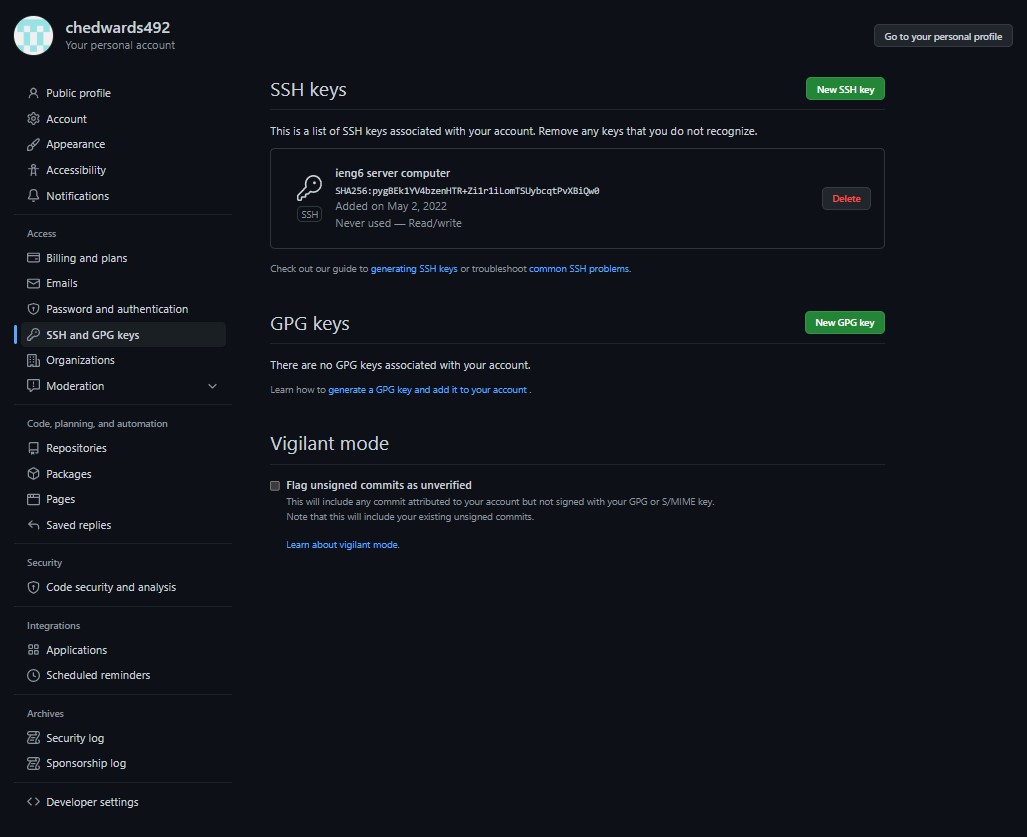 chedwards492
Your personal account
Go to your personal profile
Public profile
Account
Appearance
Accessibility
Notifications
Access
Billing and plans
Emails
Password and authentication
SSH and GPG keys
Organizations
Moderation
Code, planning, and automation
Repositories
Packages
Pages
Saved replies
Security
Code security and analysis
Integrations
Applications
Scheduled reminders
Archives
Security log
Sponsorship log
Developer settings
SSH keys
New SSH key
This is a list of SSH keys associated with your account. Remove any keys that you do not recognize.
SSH
ieng6 server computer
SHA256:pygBEk1YV4bzenHTR+Zi1r1iLomTSUybcqtPvXBiQw0
Added on May 2, 2022
Never used — Read/write
Delete
Check out our guide to generating SSH keys or troubleshoot common SSH problems.
GPG keys
New GPG key
There are no GPG keys associated with your account.
Learn how to generate a GPG key and add it to your account .
Vigilant mode
Flag unsigned commits as unverified
This will include any commit attributed to your account but not signed with your GPG or S/MIME key.
Note that this will include your existing unsigned commits.
Learn about vigilant mode.